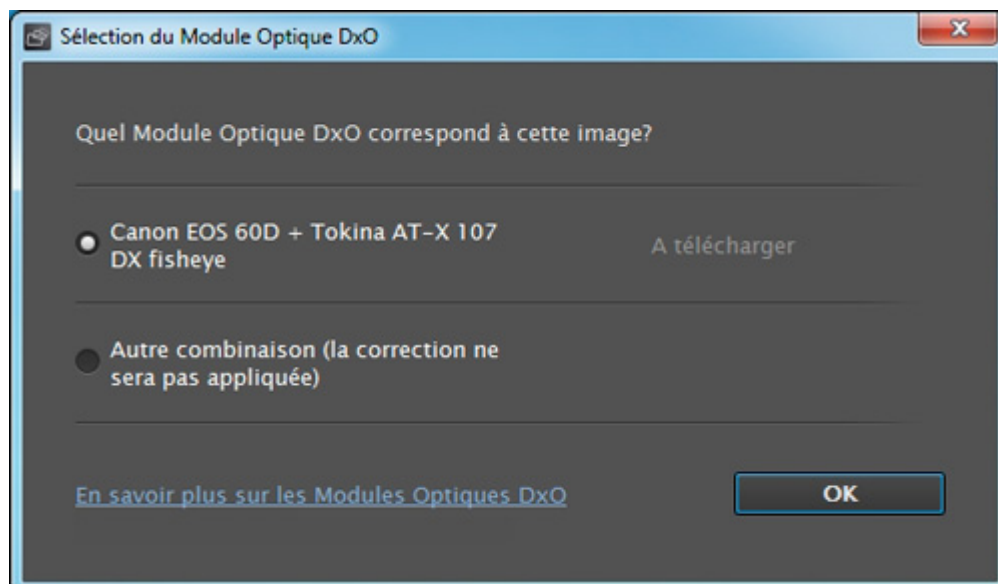 Sélection du Module Optique DxO
Quel Module Optique DxO correspond à cette image?
Canon EOS 60D + Tokina AT-X 107
DX fisheye
A télécharger
Autre combinaison (la correction ne
sera pas appliquée)
En savoir plus sur les Modules Optiques DxO
OK